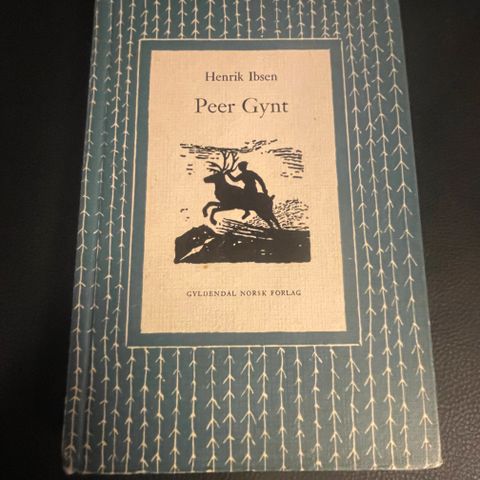 Henrik Ibsen
Peer Gynt
GYLDENDAL NORSK FORLAG